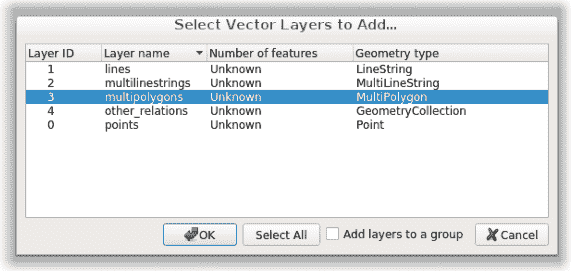 Select Vector Layers to Add...
Layer ID Layer name Number of features Geometry type
1 lines Unknown LineString
2 multilinestrings Unknown MultiLineString
3 multipolygons Unknown MultiPolygon
4 other_relations Unknown GeometryCollection
0 points Unknown Point
OK Select All Add layers to a group Cancel